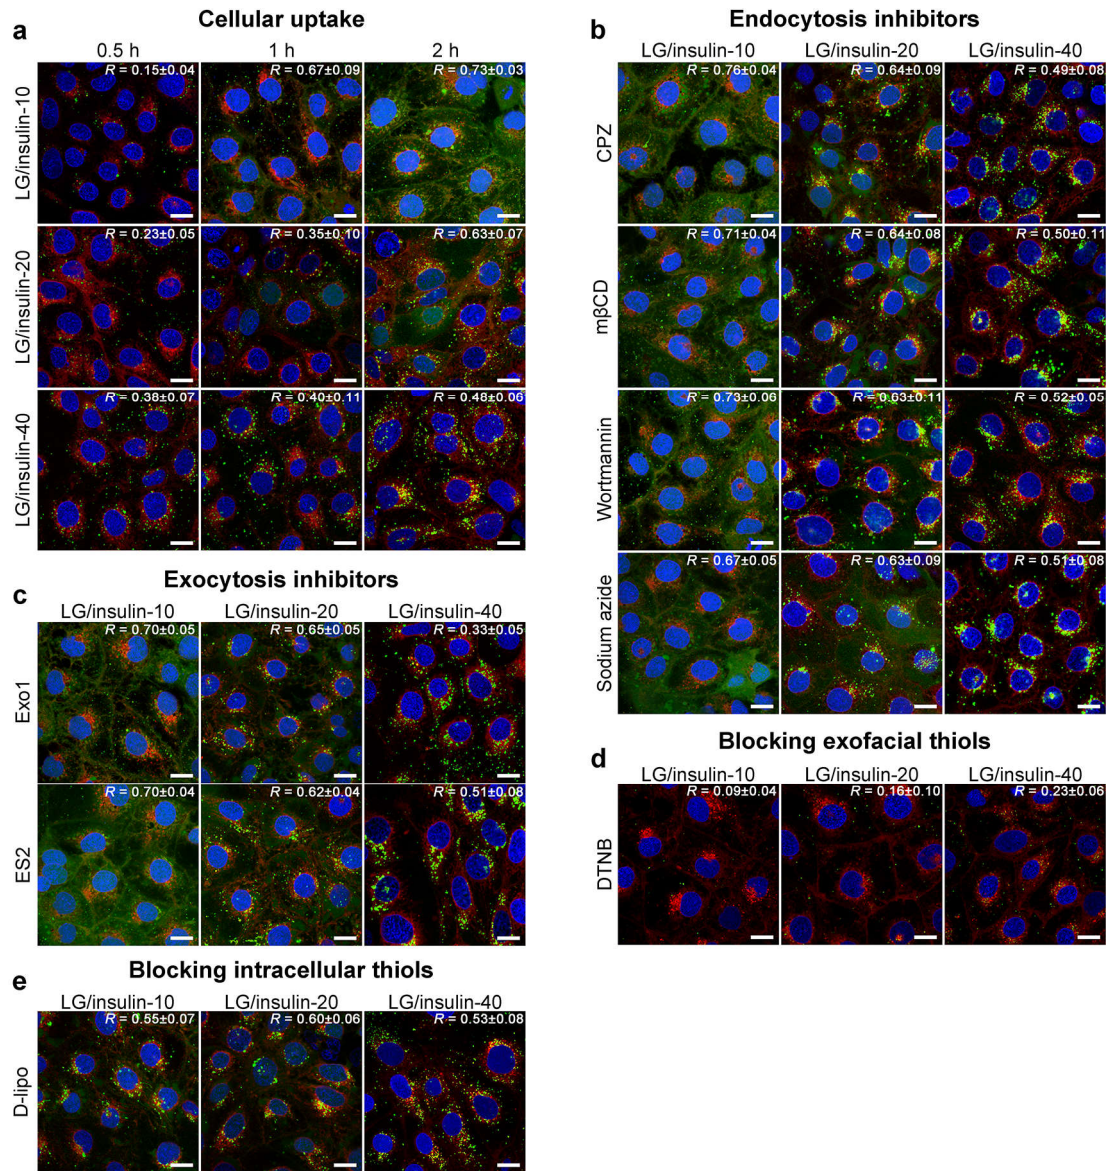 a
Cellular uptake
0.5 h 1 h 2 h
LG/insulin-10
R = 0.15±0.04 R = 0.67±0.09 R = 0.73±0.03
LG/insulin-20
R = 0.23±0.05 R = 0.35±0.10 R = 0.63±0.07
LG/insulin-40
R = 0.38±0.07 R = 0.40±0.11 R = 0.48±0.06
b
Endocytosis inhibitors
LG/insulin-10 LG/insulin-20 LG/insulin-40
CPZ
R = 0.76±0.04 R = 0.64±0.09 R = 0.49±0.08
mβCD
R = 0.71±0.04 R = 0.64±0.08 R = 0.50±0.11
Wortmannin
R = 0.73±0.06 R = 0.63±0.11 R = 0.52±0.05
Sodium azide
R = 0.67±0.05 R = 0.63±0.09 R = 0.51±0.08
c
Exocytosis inhibitors
LG/insulin-10 LG/insulin-20 LG/insulin-40
Exo1
R = 0.70±0.05 R = 0.65±0.05 R = 0.33±0.05
ES2
R = 0.70±0.04 R = 0.62±0.04 R = 0.51±0.08
d
Blocking exofacial thiols
LG/insulin-10 LG/insulin-20 LG/insulin-40
DTNB
R = 0.09±0.04 R = 0.16±0.10 R = 0.23±0.06
e
Blocking intracellular thiols
LG/insulin-10 LG/insulin-20 LG/insulin-40
D-lipo
R = 0.55±0.07 R = 0.60±0.06 R = 0.53±0.08